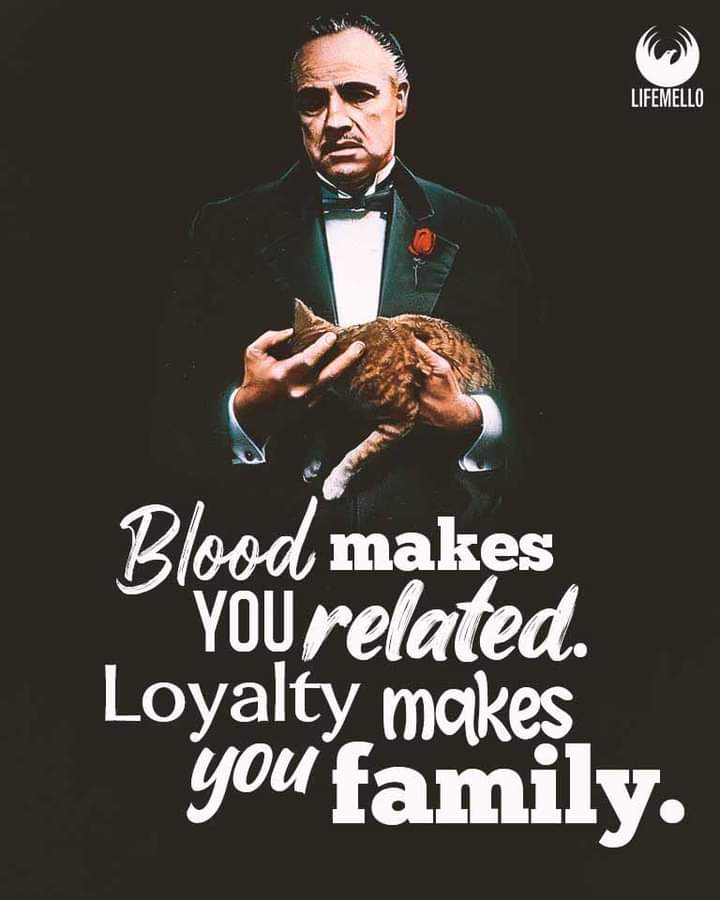 LIFEMELLO
Blood makes
YOU related.
Loyalty makes
you family.